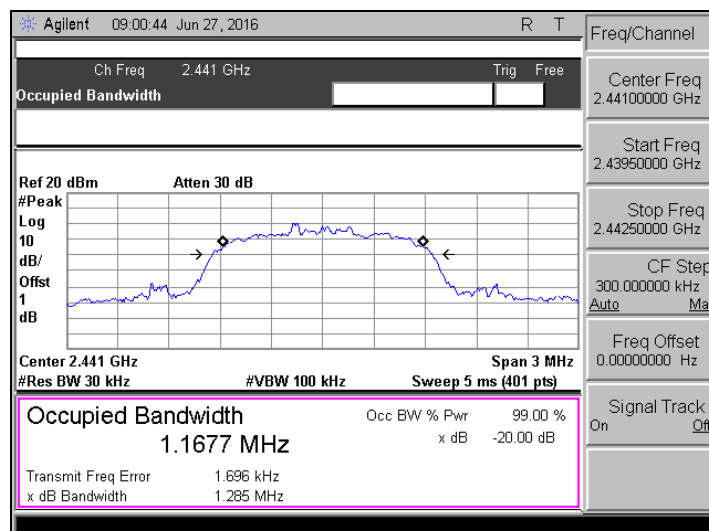 Agilent 09:00:44 Jun 27, 2016 R T
Ch Freq 2.441 GHz Trig Free
Occupied Bandwidth
Ref 20 dBm Atten 30 dB
#Peak
Log
10
dB/
Offst
1
dB
Center 2.441 GHz Span 3 MHz
#Res BW 30 kHz #VBW 100 kHz Sweep 5 ms (401 pts)
Occupied Bandwidth Occ BW % Pwr 99.00 %
1.1677 MHz x dB -20.00 dB
Transmit Freq Error 1.696 kHz
x dB Bandwidth 1.285 MHz
Freq/Channel
Center Freq
2.44100000 GHz
Start Freq
2.43950000 GHz
Stop Freq
2.44250000 GHz
CF Step
300.000000 kHz
Auto Ma
Freq Offset
0.00000000 Hz
Signal Track
On Off